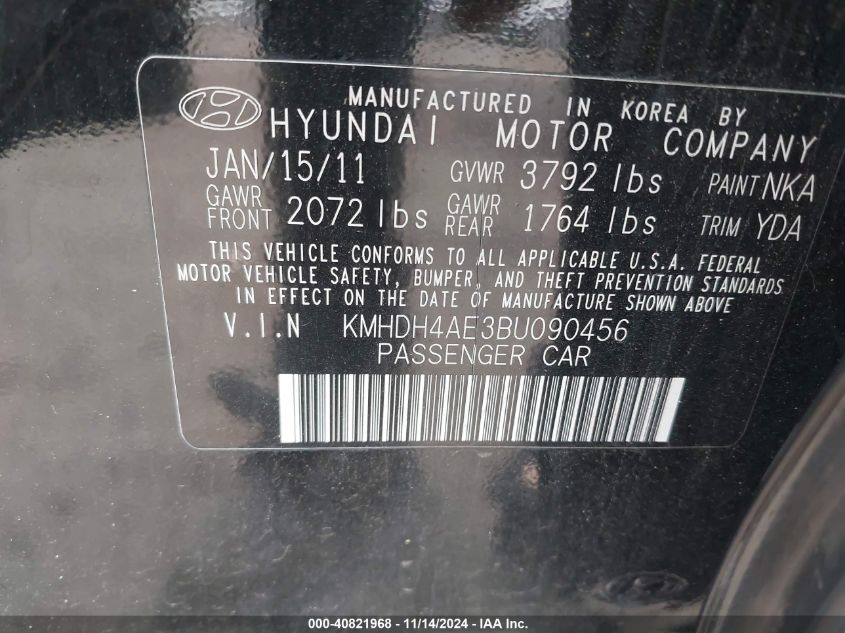 MANUFACTURED IN KOREA BY
HYUNDAI MOTOR COMPANY
JAN/15/11 GVWR 3792 lbs PAINT NKA
GAWR FRONT 2072 lbs GAWR REAR 1764 lbs TRIM YDA
THIS VEHICLE CONFORMS TO ALL APPLICABLE U.S.A. FEDERAL
MOTOR VEHICLE SAFETY, BUMPER, AND THEFT PREVENTION STANDARDS
IN EFFECT ON THE DATE OF MANUFACTURE SHOWN ABOVE
V.I.N KMHDH4AE3BU090456
PASSENGER CAR
000-40821968 - 11/14/2024 - IAA Inc.